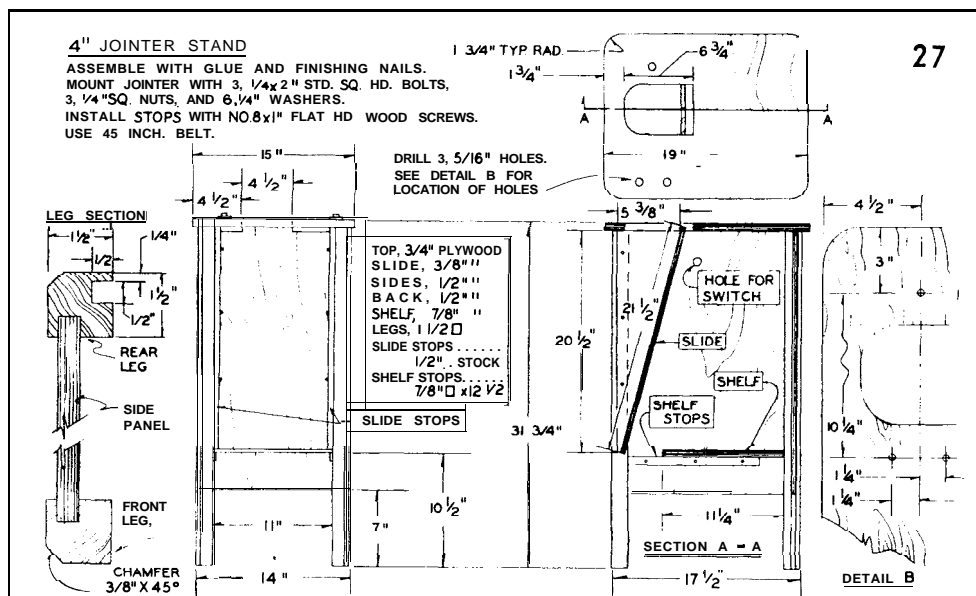 4" JOINTER STAND
ASSEMBLE WITH GLUE AND FINISHING NAILS.
MOUNT JOINTER WITH 3, 1/4x2" STD. SQ. HD. BOLTS,
3, 1/4"SQ. NUTS, AND 6, 1/4" WASHERS.
INSTALL STOPS WITH NO.8x1" FLAT HD WOOD SCREWS.
USE 45 INCH. BELT.
27
1 3/4" TYP. RAD.
6 3/4"
1 3/4"
A
A
19"
DRILL 3, 5/16" HOLES.
SEE DETAIL B FOR
LOCATION OF HOLES
15"
4 1/2"
4 1/2"
LEG SECTION
1 1/2"
1/4"
1/2
1 1/2"
1/2"
REAR
LEG
SIDE
PANEL
FRONT
LEG,
CHAMFER
3/8" X 45°
TOP, 3/4" PLYWOOD
SLIDE, 3/8" "
SIDES, 1/2" "
BACK, 1/2" "
SHELF, 7/8" "
LEGS, 1 1/2 □
SLIDE STOPS ......
1/2" .. STOCK
SHELF STOPS......
7/8" □ x12 1/2
SLIDE STOPS
11"
7"
10 1/2"
14"
31 3/4"
5 3/8"
20 1/2"
21 1/2"
HOLE FOR
SWITCH
SLIDE
SHELF
SHELF
STOPS
11 1/4"
SECTION A - A
17 1/2"
4 1/2"
3"
10 1/4"
1 1/4"
1 1/4"
DETAIL B